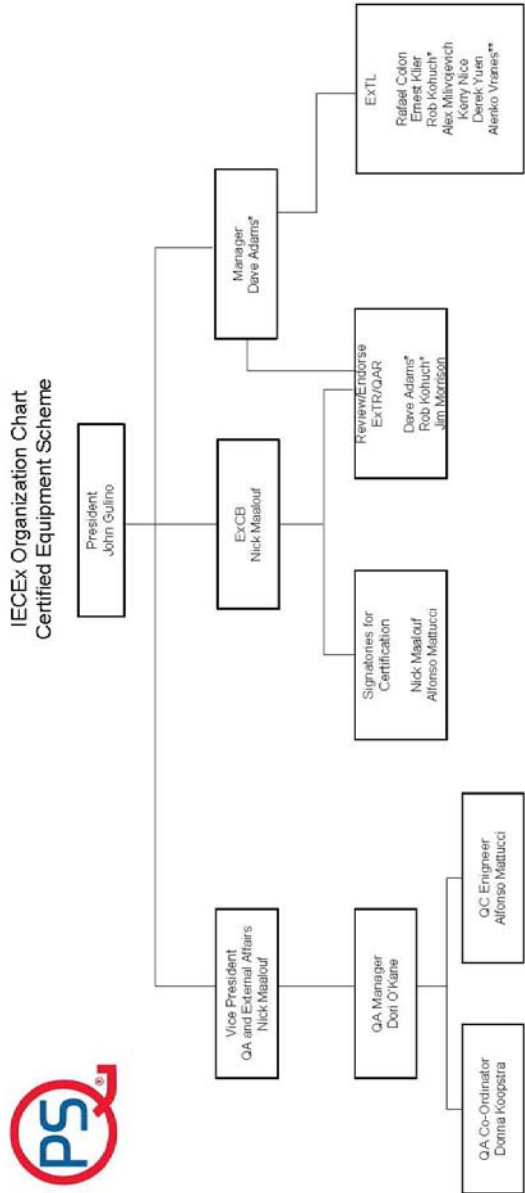 QPS
®
IECEx Organization Chart
Certified Equipment Scheme
President
John Gulino
Vice President
QA and External Affairs
Nick Maalouf
ExCB
Nick Maalouf
Manager
Dave Adams*
QA Manager
Dori O'Kane
Signatories for
Certification
Nick Maalouf
Alfonso Mattucci
Review/Endorse
ExTR/QAR
Dave Adams*
Rob Kohuch*
Jim Morrison
ExTL
Rafael Colon
Ernest Klier
Rob Kohuch*
Alex Milivojevich
Kerry Nice
Derek Yuen
Alenko Vranes**
QA Co-Ordinator
Donna Koopstra
QC Enigneer
Alfonso Mattucci